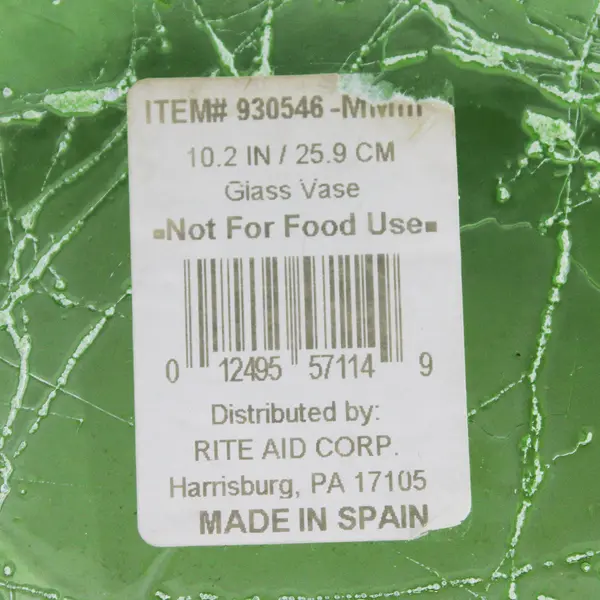 ITEM# 930546
10.2 IN / 25.9 CM
Glass Vase
▪Not For Food Use▪
0 12495 57114 9
Distributed by:
RITE AID CORP.
Harrisburg, PA 17105
MADE IN SPAIN